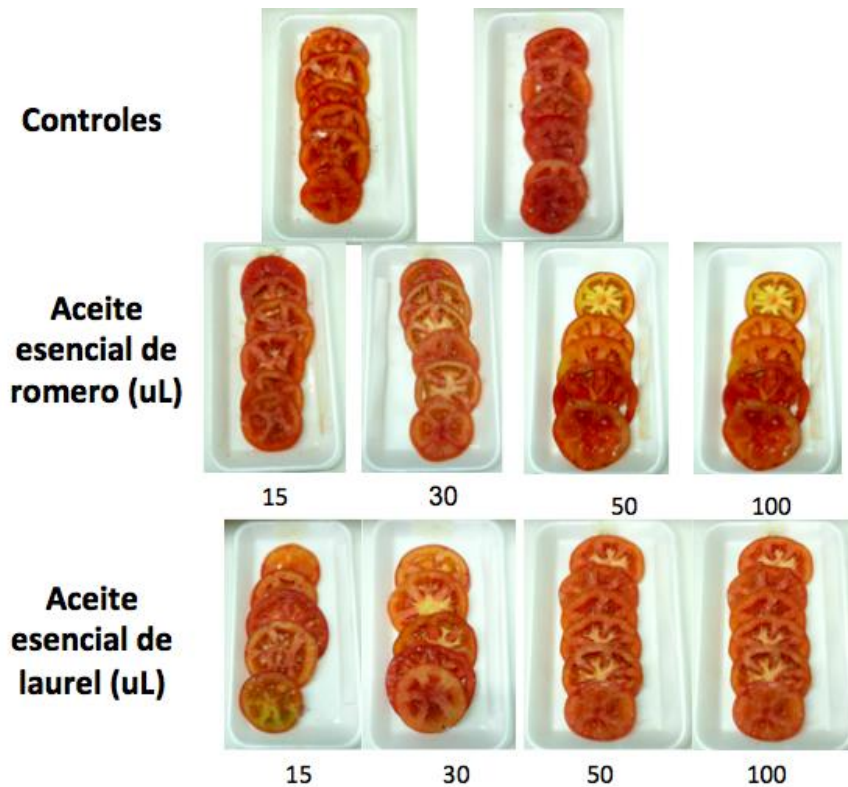 Controles
Aceite
esencial de
romero (uL)
15
30
50
100
Aceite
esencial de
laurel (uL)
15
30
50
100